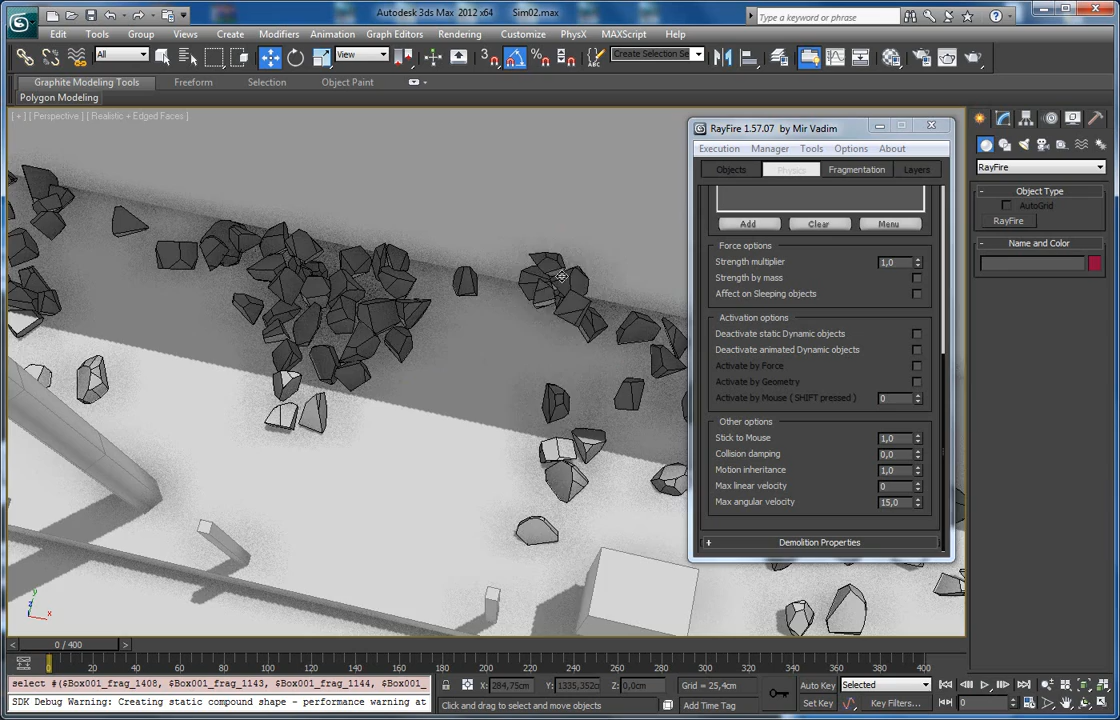 Autodesk 3ds Max 2012 x64 Sim02.max
Type a keyword or phrase
Edit Tools Group Views Create Modifiers Animation Graph Editors Rendering Customize PhysX MAXScript Help
All View Create Selection Se
Graphite Modeling Tools Freeform Selection Object Paint
Polygon Modeling
[ + ] [ Perspective ] [ Realistic + Edged Faces ]
RayFire 1.57.07 by Mir Vadim
Execution Manager Tools Options About
Objects Physics Fragmentation Layers
Add Clear Menu
Force options
Strength multiplier 1,0
Strength by mass
Affect on Sleeping objects
Activation options
Deactivate static Dynamic objects
Deactivate animated Dynamic objects
Activate by Force
Activate by Geometry
Activate by Mouse ( SHIFT pressed ) 0
Other options
Stick to Mouse 1,0
Collision damping 0,0
Motion inheritance 1,0
Max linear velocity 0
Max angular velocity 15,0
+ Demolition Properties
RayFire
- Object Type
AutoGrid
RayFire
- Name and Color
z
y
x
< 0 / 400 >
0 20 40 60 80 100 120 140 160 180 200 220 240 260 280 300 320 340 360 380 400
select #($Box001_frag_1408, $Box001_frag_1143, $Box001_frag_1144, $Box001_
SDK Debug Warning: Creating static compound shape - performance warning at
X: 284,75cm Y: 1335,352c Z: 0,0cm Grid = 25,4cm
Click and drag to select and move objects Add Time Tag
Auto Key Selected
Set Key Key Filters... 0